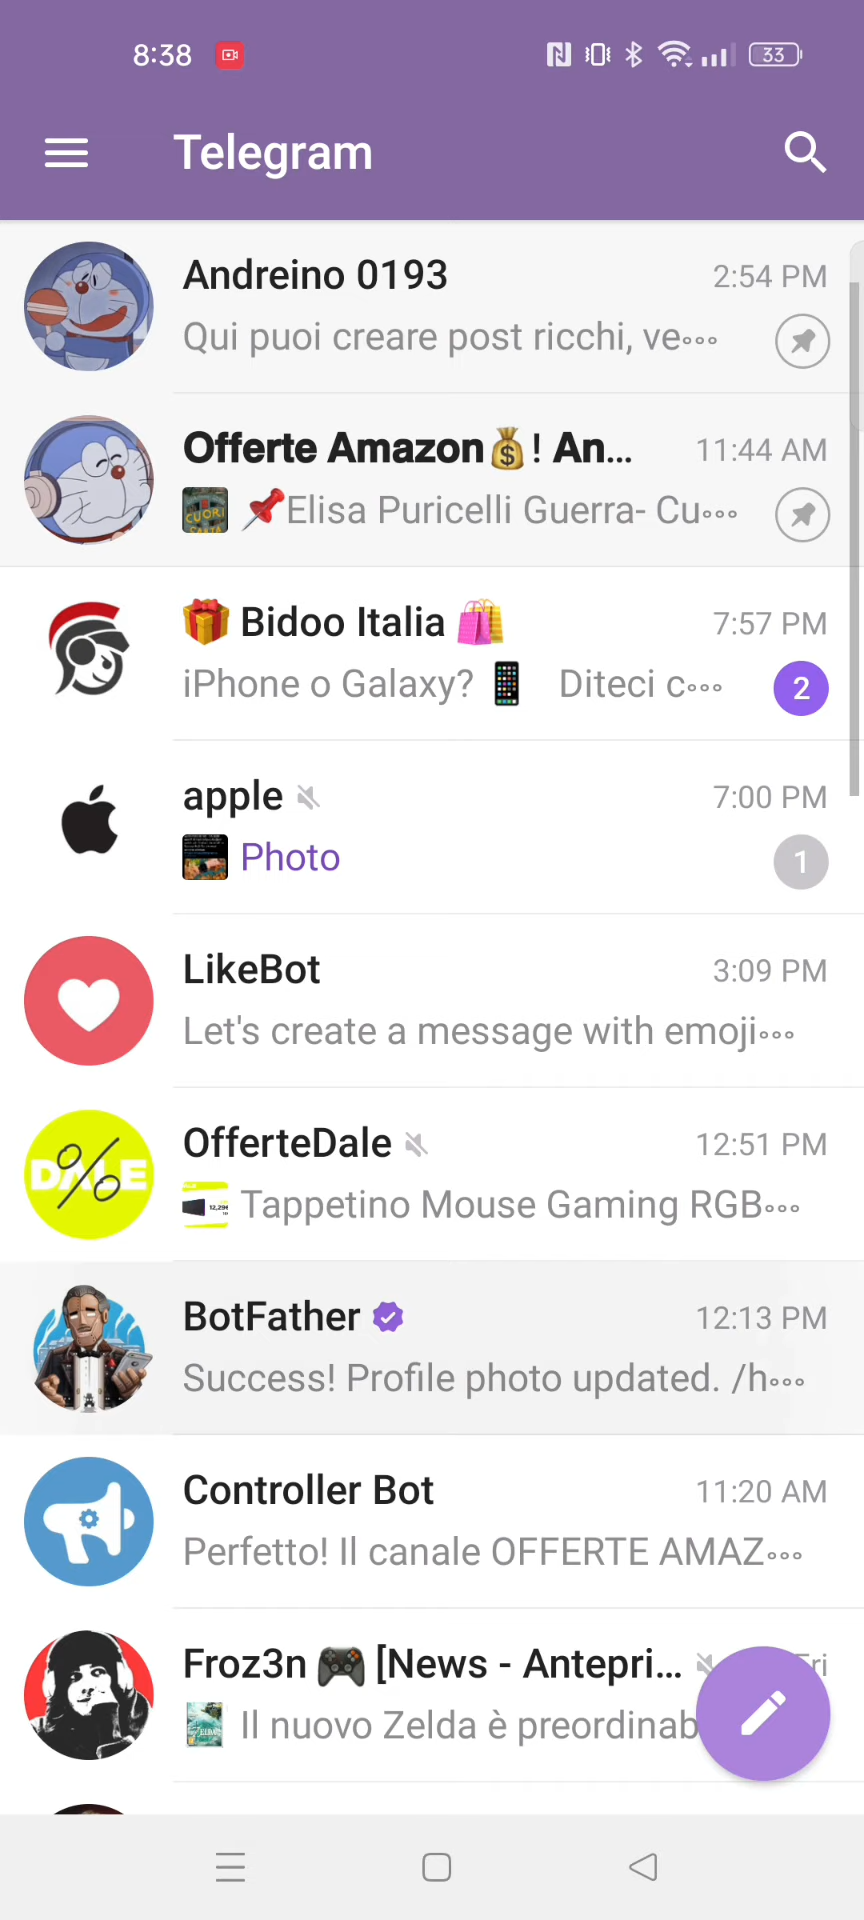 8:38
33
Telegram
Andreino 0193
2:54 PM
Qui puoi creare post ricchi, ve...
Offerte Amazon💰! An...
11:44 AM
CUORI
📌Elisa Puricelli Guerra- Cu...
🎁 Bidoo Italia 🛍️
7:57 PM
iPhone o Galaxy? 📱 Diteci c...
2
apple
7:00 PM
Photo
1
LikeBot
3:09 PM
Let's create a message with emoji...
DALE %
OfferteDale
12:51 PM
Tappetino Mouse Gaming RGB...
BotFather
12:13 PM
Success! Profile photo updated. /h...
Controller Bot
11:20 AM
Perfetto! Il canale OFFERTE AMAZ...
Froz3n 🎮 [News - Antepri...
Fri
Il nuovo Zelda è preordinab